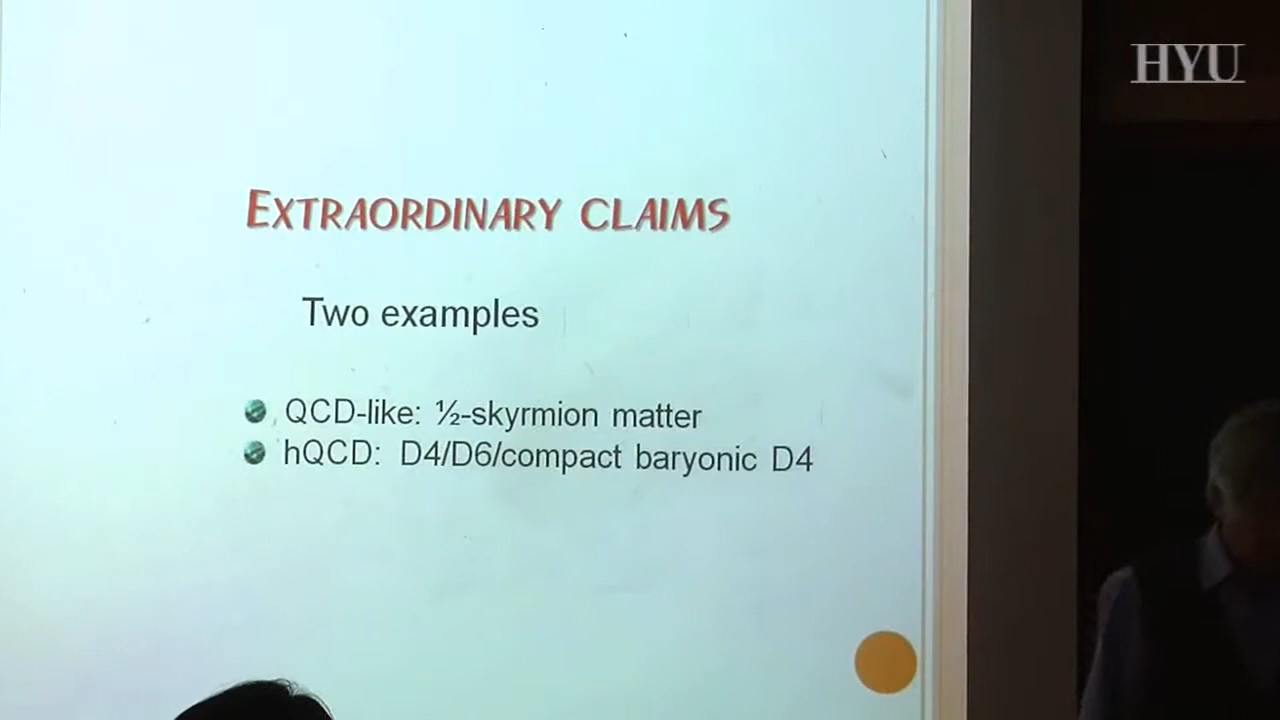 HYU
EXTRAORDINARY CLAIMS
Two examples
QCD-like: ½-skyrmion matter
hQCD: D4/D6/compact baryonic D4